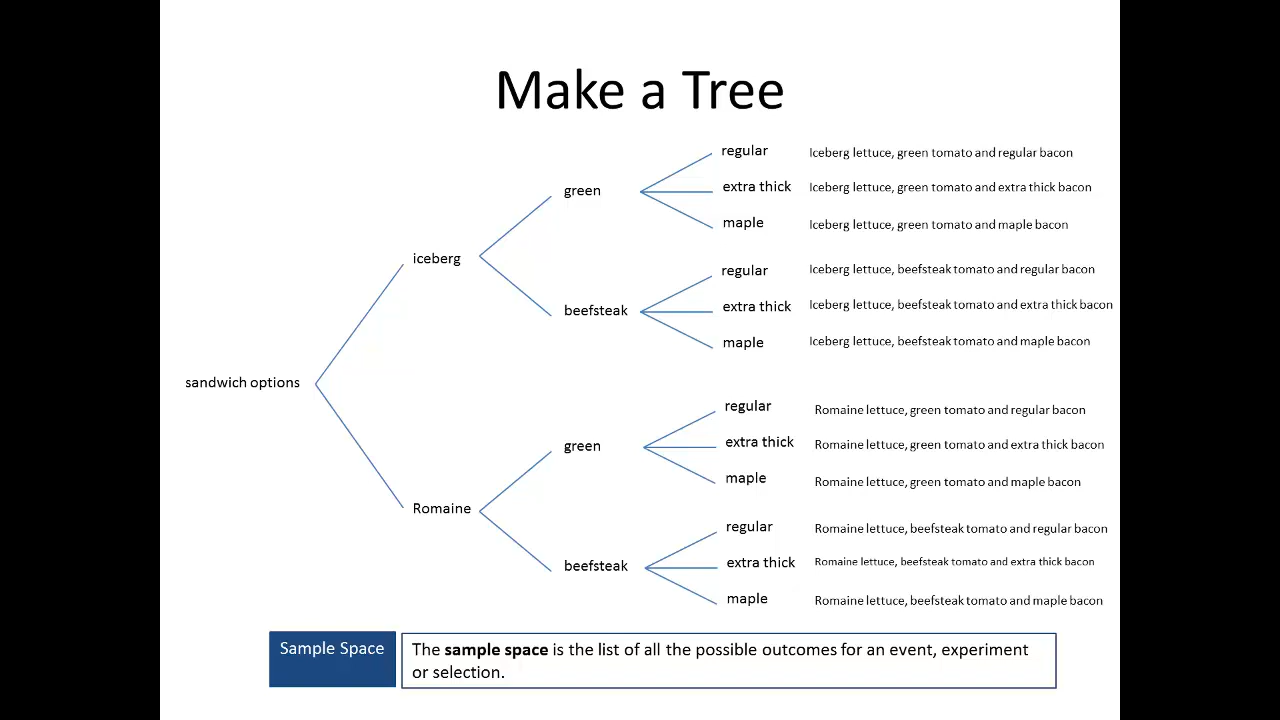 Make a Tree
regular Iceberg lettuce, green tomato and regular bacon
green
extra thick Iceberg lettuce, green tomato and extra thick bacon
maple Iceberg lettuce, green tomato and maple bacon
iceberg
regular Iceberg lettuce, beefsteak tomato and regular bacon
beefsteak
extra thick Iceberg lettuce, beefsteak tomato and extra thick bacon
maple Iceberg lettuce, beefsteak tomato and maple bacon
sandwich options
regular Romaine lettuce, green tomato and regular bacon
green
extra thick Romaine lettuce, green tomato and extra thick bacon
maple Romaine lettuce, green tomato and maple bacon
Romaine
regular Romaine lettuce, beefsteak tomato and regular bacon
beefsteak
extra thick Romaine lettuce, beefsteak tomato and extra thick bacon
maple Romaine lettuce, beefsteak tomato and maple bacon
Sample Space
The sample space is the list of all the possible outcomes for an event, experiment
or selection.